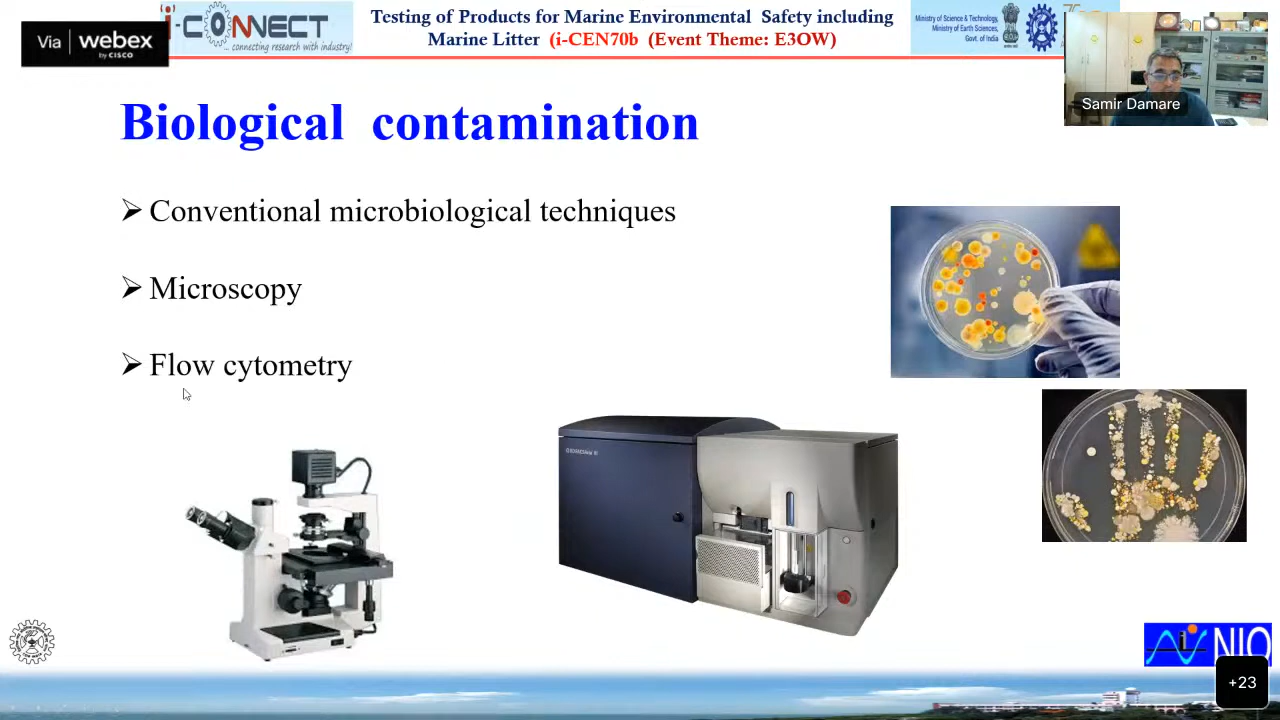 Via webex
by CISCO
i-CONNECT
... connecting research with industry!
Testing of Products for Marine Environmental Safety including
Marine Litter (i-CEN70b (Event Theme: E3OW)
Ministry of Science & Technology,
Ministry of Earth Sciences,
Govt. of India
Samir Damare
Biological contamination
➢ Conventional microbiological techniques
➢ Microscopy
➢ Flow cytometry
NIO
+23